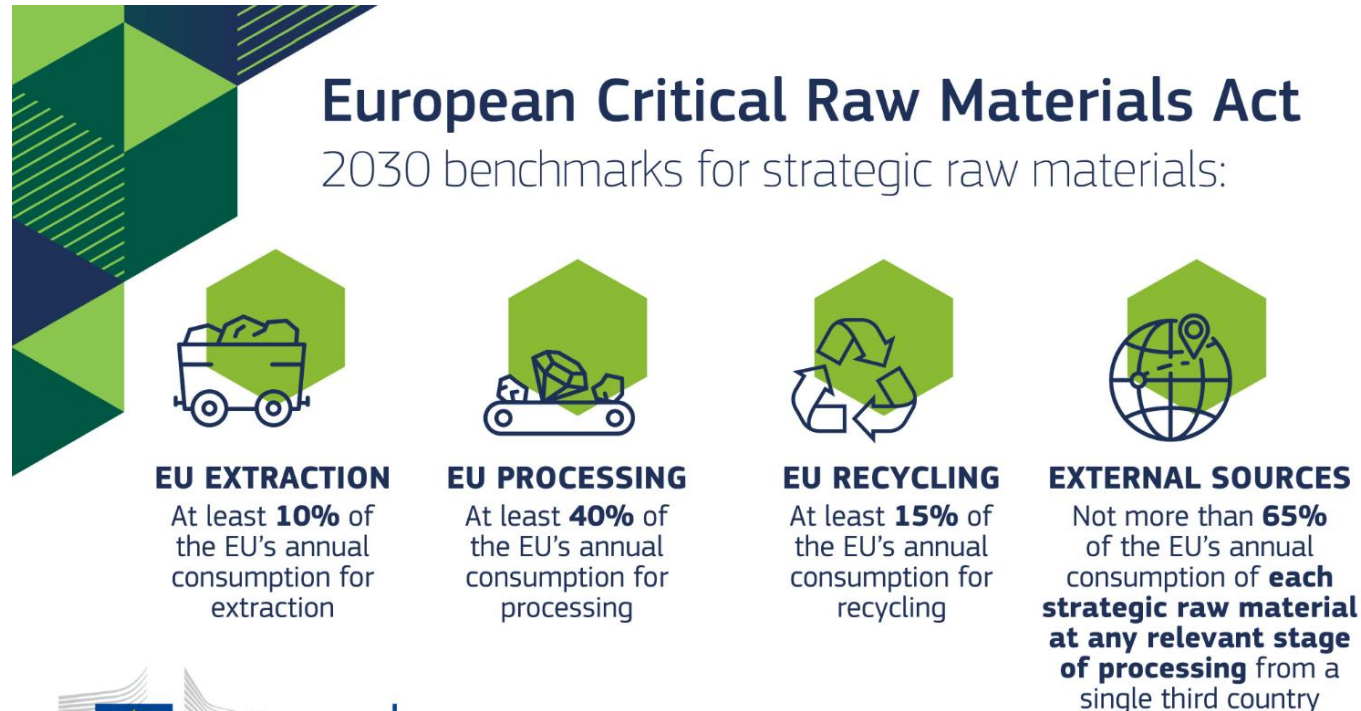 European Critical Raw Materials Act
2030 benchmarks for strategic raw materials:
EU EXTRACTION
At least 10% of
the EU's annual
consumption for
extraction
EU PROCESSING
At least 40% of
the EU's annual
consumption for
processing
EU RECYCLING
At least 15% of
the EU's annual
consumption for
recycling
EXTERNAL SOURCES
Not more than 65%
of the EU's annual
consumption of each
strategic raw material
at any relevant stage
of processing from a
single third country